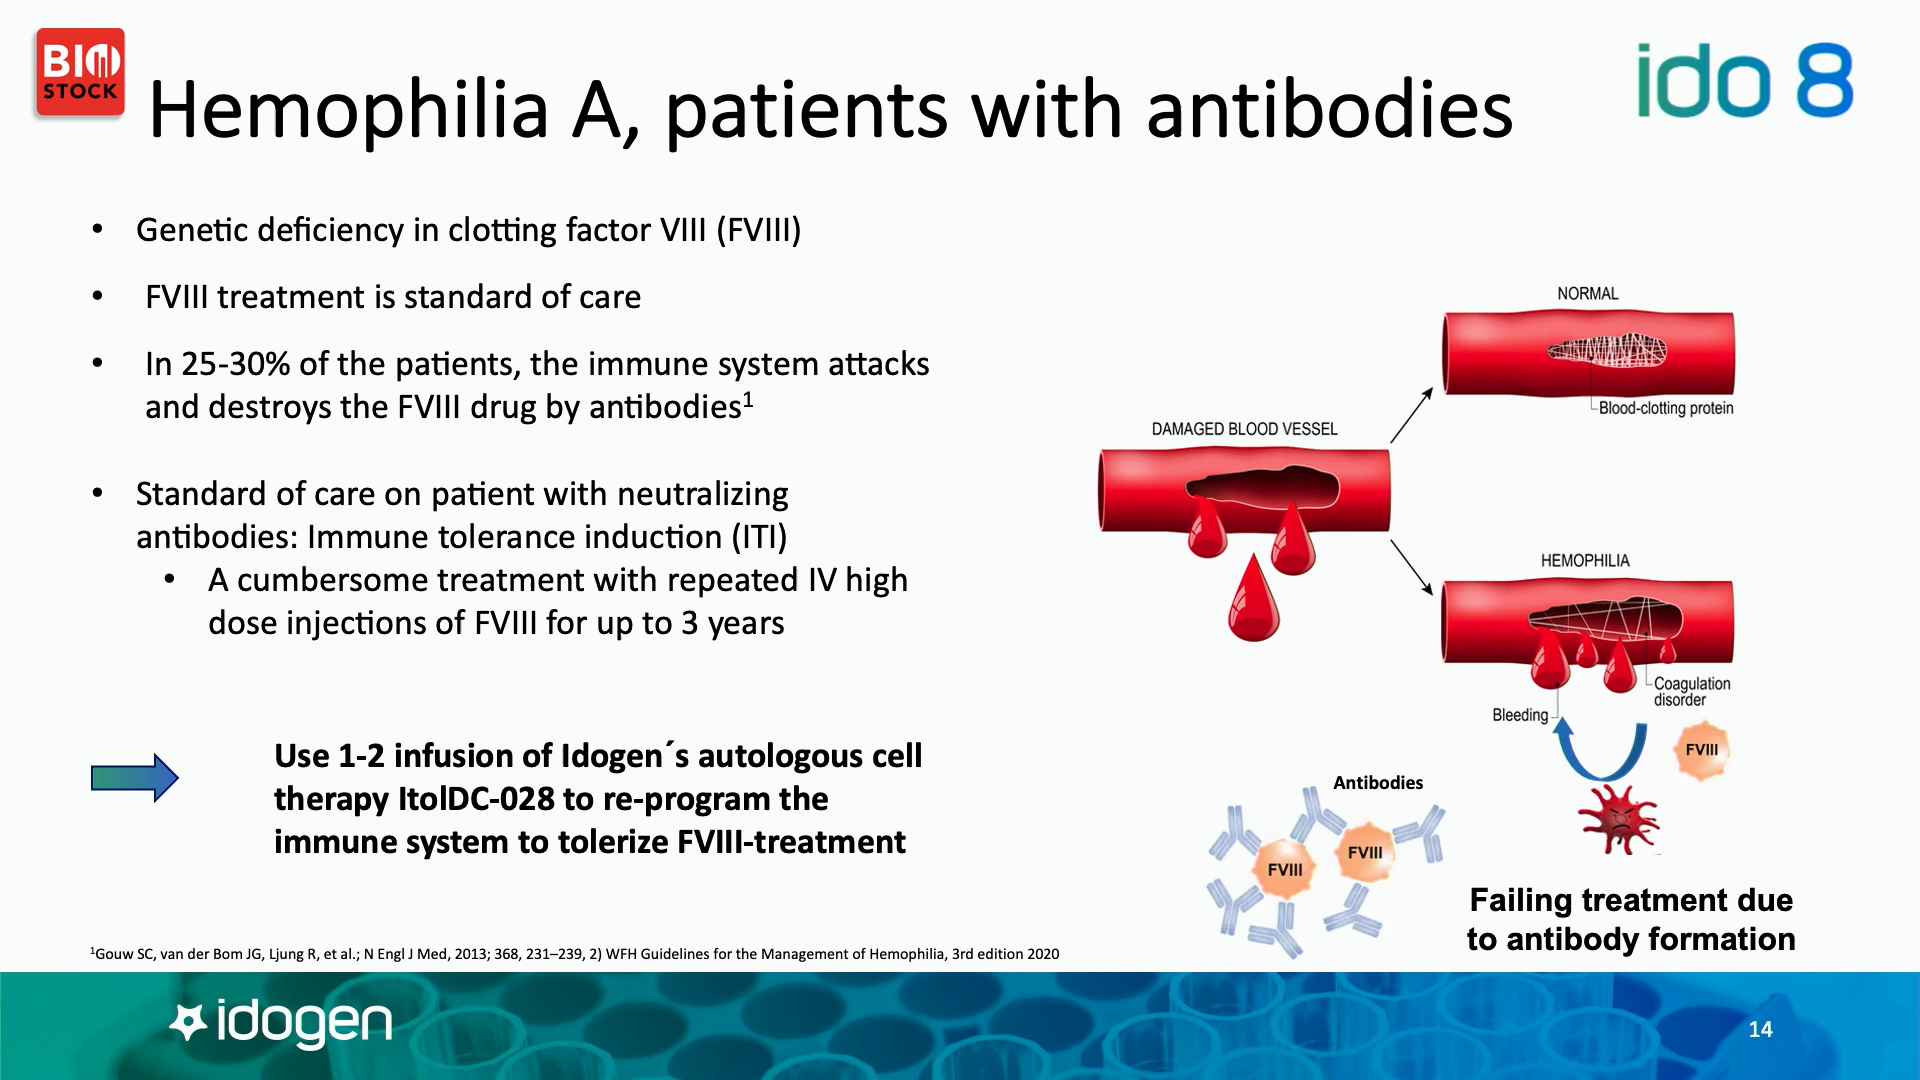 BIO
STOCK
Hemophilia A, patients with antibodies
ido 8
• Genetic deficiency in clotting factor VIII (FVIII)
• FVIII treatment is standard of care
• In 25-30% of the patients, the immune system attacks
and destroys the FVIII drug by antibodies¹
• Standard of care on patient with neutralizing
antibodies: Immune tolerance induction (ITI)
• A cumbersome treatment with repeated IV high
dose injections of FVIII for up to 3 years
Use 1-2 infusion of Idogen´s autologous cell
therapy ItolDC-028 to re-program the
immune system to tolerize FVIII-treatment
NORMAL
Blood-clotting protein
DAMAGED BLOOD VESSEL
HEMOPHILIA
Coagulation
disorder
Bleeding
FVIII
Antibodies
FVIII
FVIII
Failing treatment due
to antibody formation
¹Gouw SC, van der Bom JG, Ljung R, et al.; N Engl J Med, 2013; 368, 231–239, 2) WFH Guidelines for the Management of Hemophilia, 3rd edition 2020
idogen
14